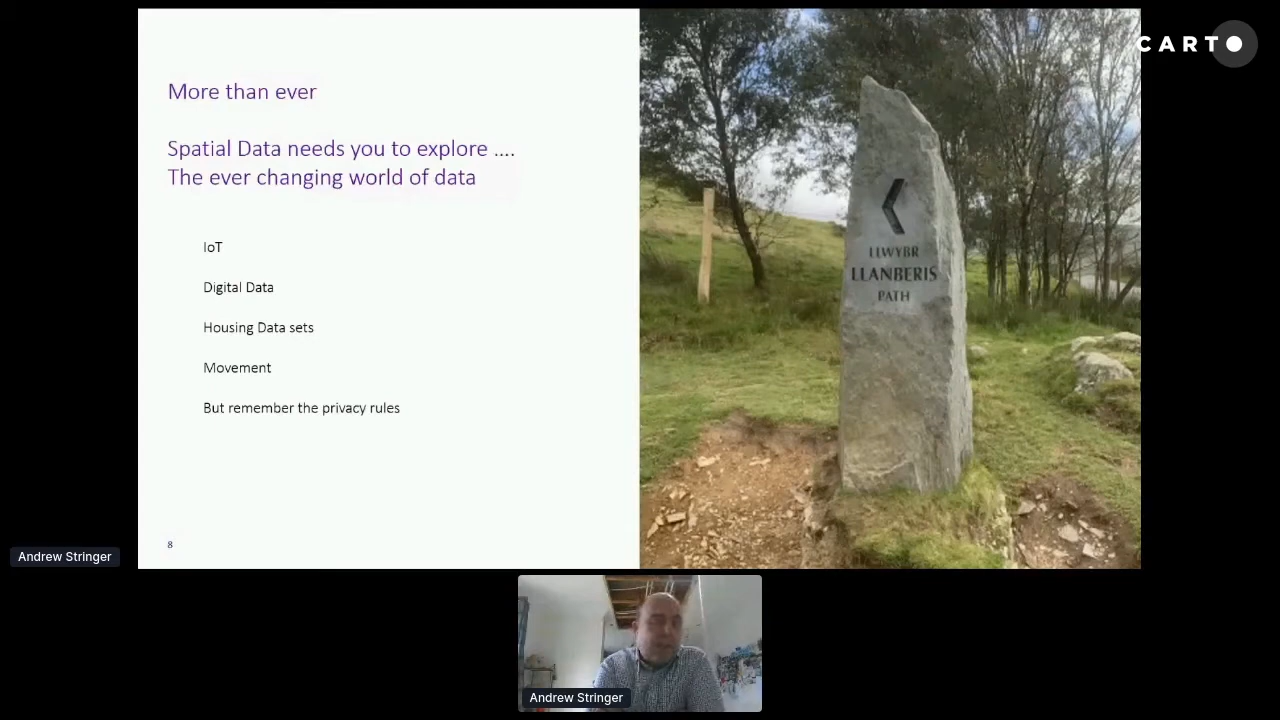 CARTO
More than ever
Spatial Data needs you to explore ....
The ever changing world of data
IoT
Digital Data
Housing Data sets
Movement
But remember the privacy rules
8
LLWYBR
LLANBERIS
PATH
Andrew Stringer
Andrew Stringer